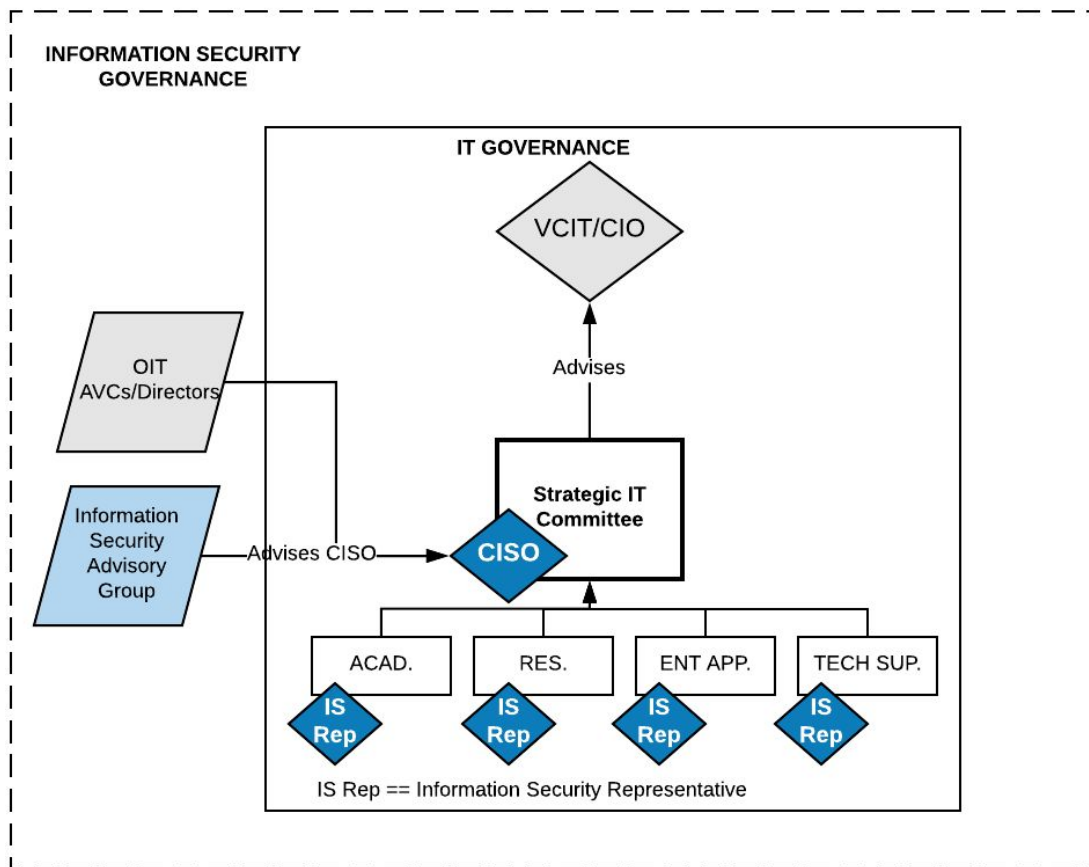 INFORMATION SECURITY
GOVERNANCE
IT GOVERNANCE
VCIT/CIO
OIT
AVCs/Directors
Advises
Strategic IT
Committee
Information
Security
Advisory
Group
Advises CISO
CISO
ACAD.
RES.
ENT APP.
TECH SUP.
IS
Rep
IS
Rep
IS
Rep
IS
Rep
IS Rep == Information Security Representative